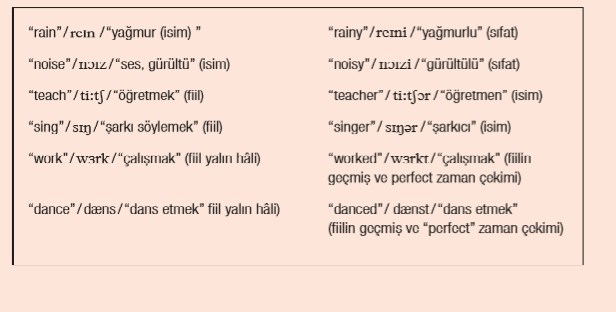 “rain”/reɪn /“yağmur (isim) ” “rainy”/reɪni /“yağmurlu” (sıfat)
“noise”/nɔɪz/“ses, gürültü” (isim) “noisy”/nɔɪzi /“gürültülü” (sıfat)
“teach”/tiːtʃ/“öğretmek” (fiil) “teacher”/tiːtʃər /“öğretmen” (isim)
“sing”/sɪŋ/“şarkı söylemek” (fiil) “singer”/ sɪŋər /“şarkıcı” (isim)
“work”/wɜrk/“çalışmak” (fiil yalın hâli) “worked”/wɜrkt/“çalışmak” (fiilin
geçmiş ve perfect zaman çekimi)
“dance”/dæns/“dans etmek” fiil yalın hâli) “danced”/ dænst/“dans etmek”
(fiilin geçmiş ve “perfect” zaman çekimi)